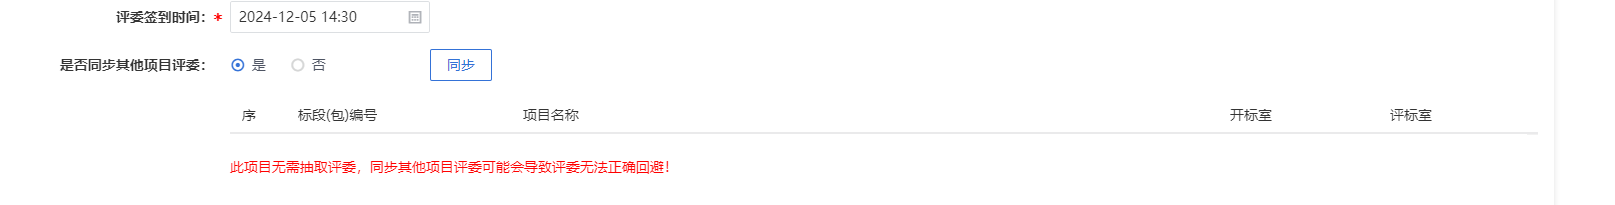 评委签到时间：* 2024-12-05 14:30
是否同步其他项目评委： 是 否 同步
序 标段(包)编号 项目名称 开标室 评标室
此项目无需抽取评委，同步其他项目评委可能会导致评委无法正确回避！